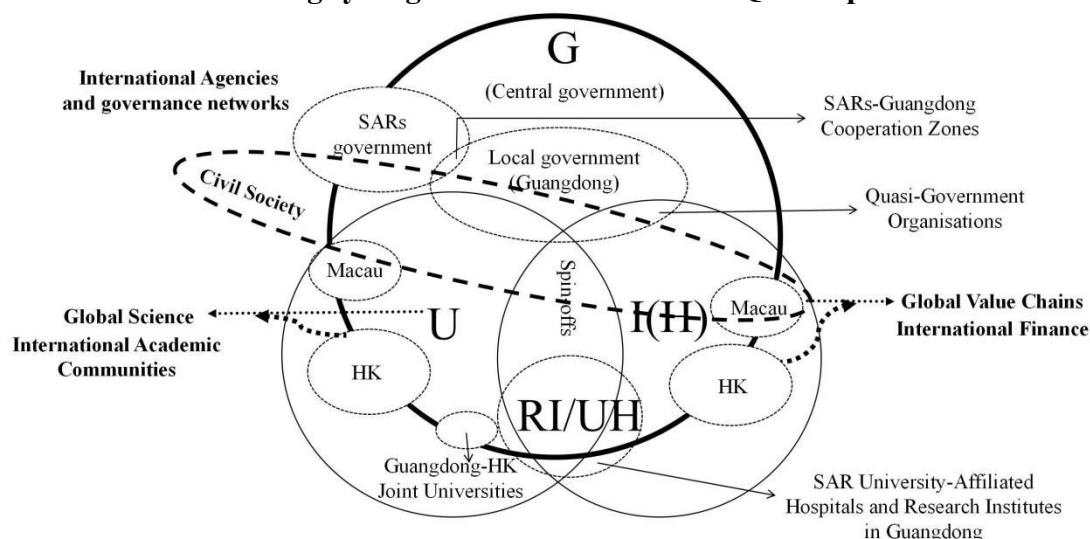 G
(Central government)
International Agencies
and governance networks
SARs
government
SARs-Guangdong
Cooperation Zones
Local government
(Guangdong)
Civil Society
Quasi-Government
Organisations
Macau
Spinoffs
Macau
Global Value Chains
International Finance
Global Science
International Academic
Communities
U
I(H)
HK
HK
RI/UH
Guangdong-HK
Joint Universities
SAR University-Affiliated
Hospitals and Research Institutes
in Guangdong